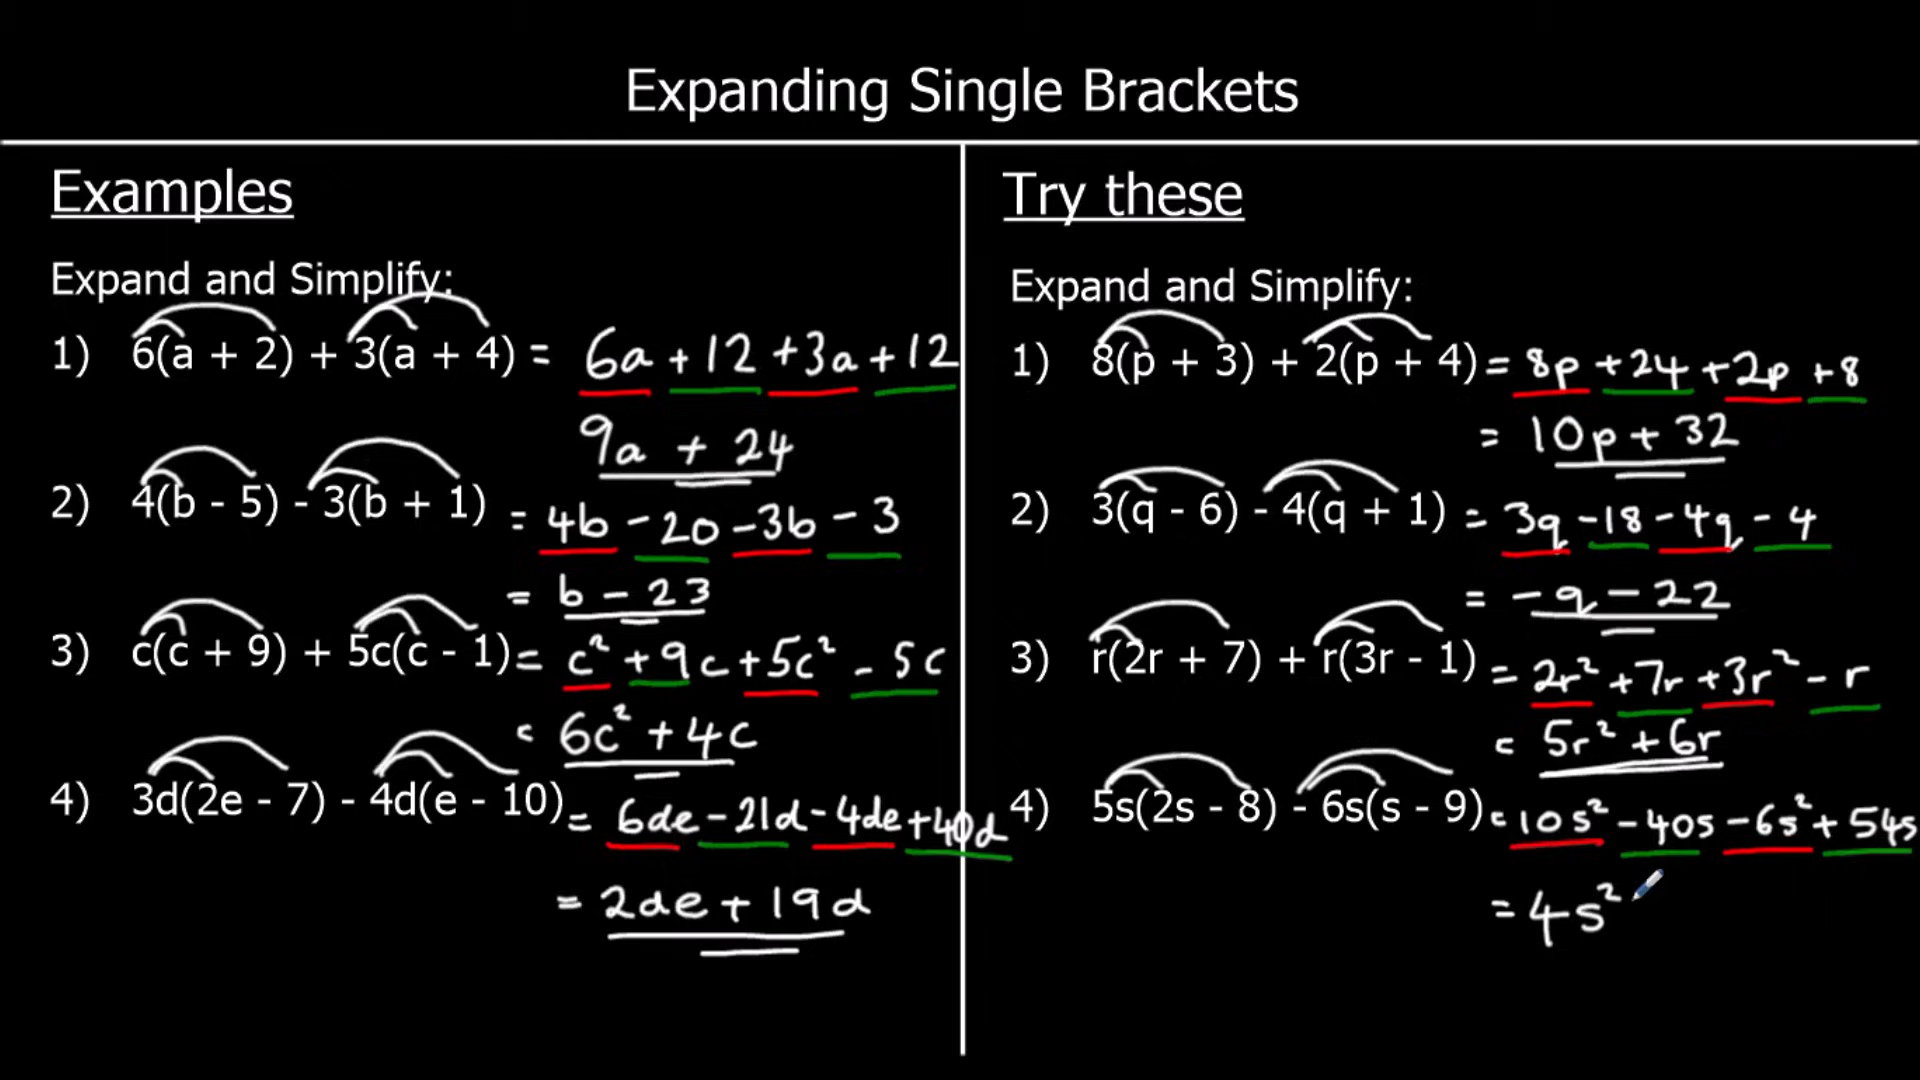 Expanding Single Brackets
Examples
Expand and Simplify:
1) 6(a + 2) + 3(a + 4) = 6a + 12 + 3a + 12
9a + 24
2) 4(b - 5) - 3(b + 1) = 4b - 20 - 3b - 3
= b - 23
3) c(c + 9) + 5c(c - 1) = c² + 9c + 5c² - 5c
= 6c² + 4c
4) 3d(2e - 7) - 4d(e - 10) = 6de - 21d - 4de + 40d
= 2de + 19d
Try these
Expand and Simplify:
1) 8(p + 3) + 2(p + 4) = 8p + 24 + 2p + 8
= 10p + 32
2) 3(q - 6) - 4(q + 1) = 3q - 18 - 4q - 4
= -q - 22
3) r(2r + 7) + r(3r - 1) = 2r² + 7r + 3r² - r
= 5r² + 6r
4) 5s(2s - 8) - 6s(s - 9) = 10s² - 40s - 6s² + 54s
= 4s²